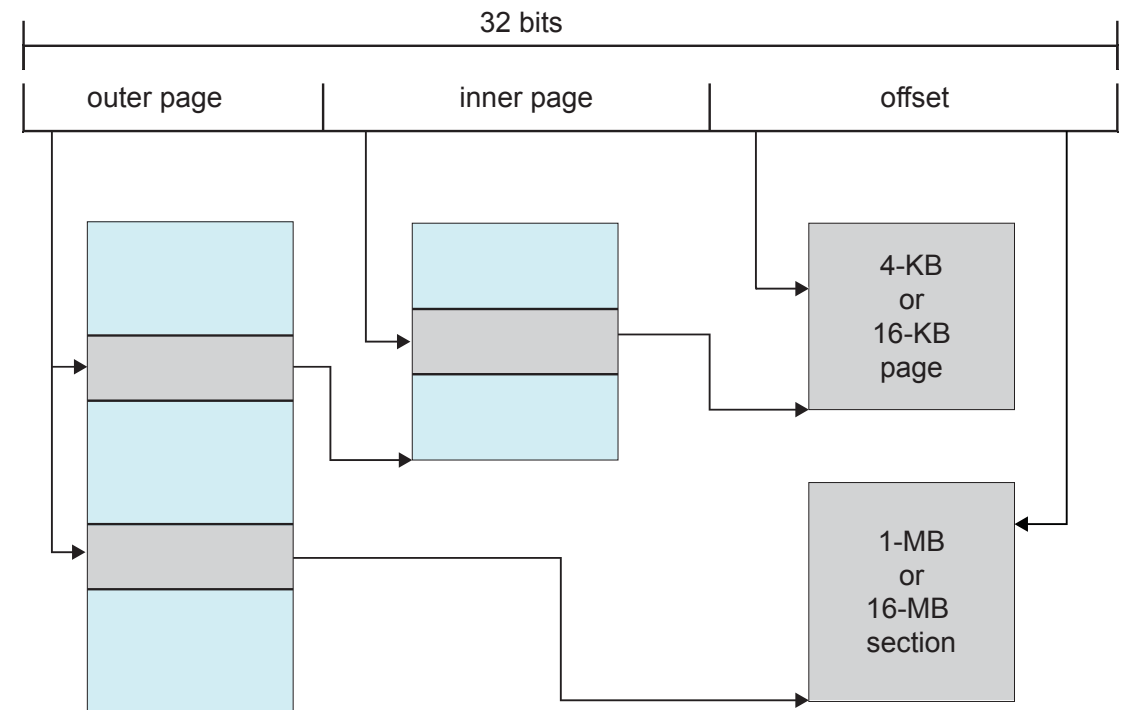 32 bits
outer page
inner page
offset
4-KB
or
16-KB
page
1-MB
or
16-MB
section